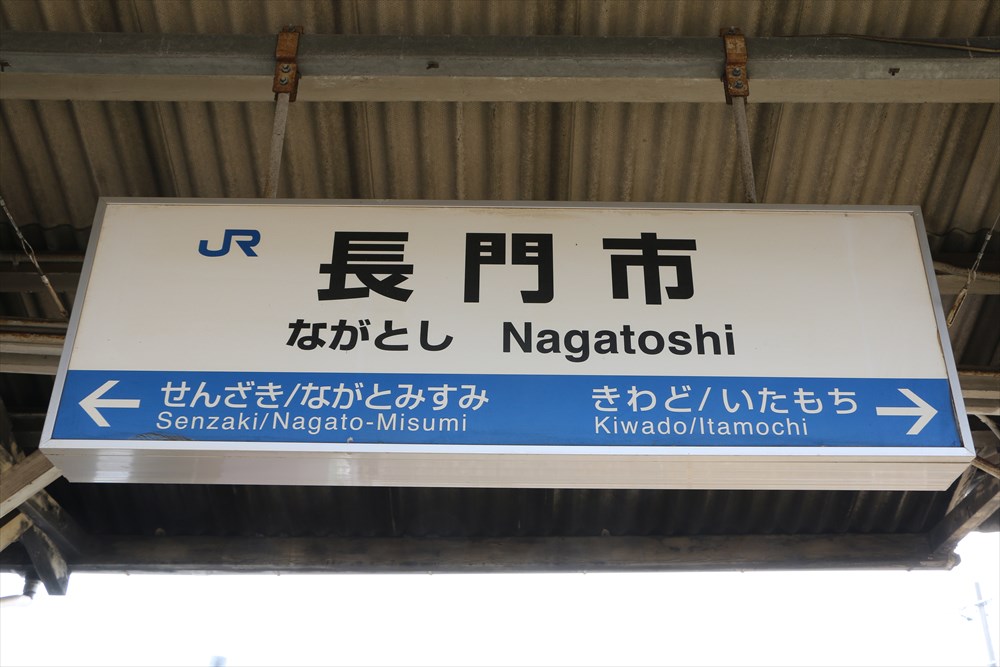 JR 長門市
ながとし Nagatoshi
← せんざき/ながとみすみ きわど/いたもち →
Senzaki/Nagato-Misumi Kiwado/Itamochi